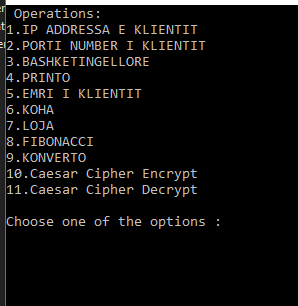 Operations:
1.IP ADDRESSA E KLIENTIT
2.PORTI NUMBER I KLIENTIT
3.BASHKETINGELLORE
4.PRINTO
5.EMRI I KLIENTIT
6.KOHA
7.LOJA
8.FIBONACCI
9.KONVERTO
10.Caesar Cipher Encrypt
11.Caesar Cipher Decrypt
Choose one of the options :